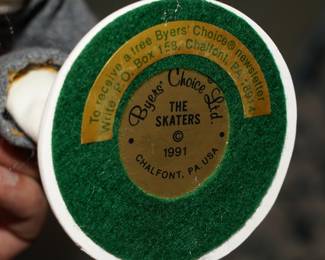 To receive a free Byers' Choice® newsletter
Write: P.O. Box 158, Chalfont, PA. 18914
Byers' Choice Ltd.
THE
SKATERS
©
1991
CHALFONT, PA USA